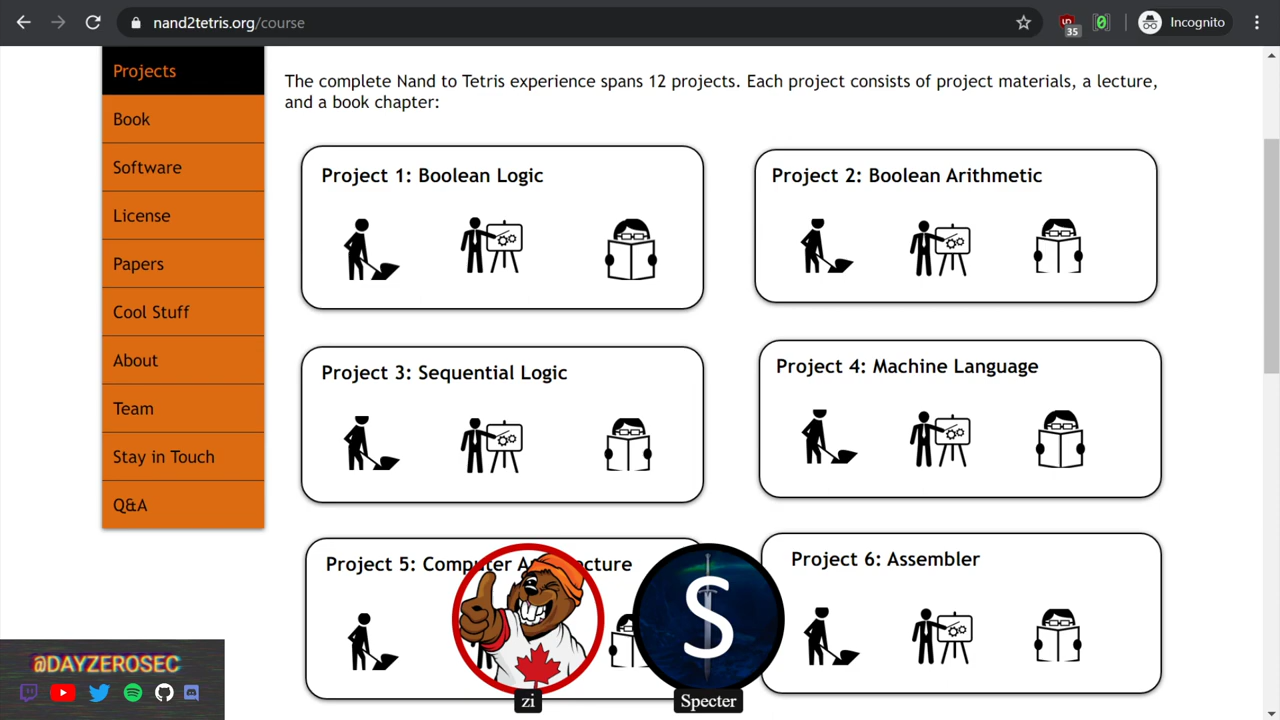 nand2tetris.org/course
35
Incognito
Projects
Book
Software
License
Papers
Cool Stuff
About
Team
Stay in Touch
Q&A
The complete Nand to Tetris experience spans 12 projects. Each project consists of project materials, a lecture,
and a book chapter:
Project 1: Boolean Logic
Project 2: Boolean Arithmetic
Project 3: Sequential Logic
Project 4: Machine Language
Project 5: Computer A ecture
Project 6: Assembler
S
@DAYZEROSEC
zi
Specter